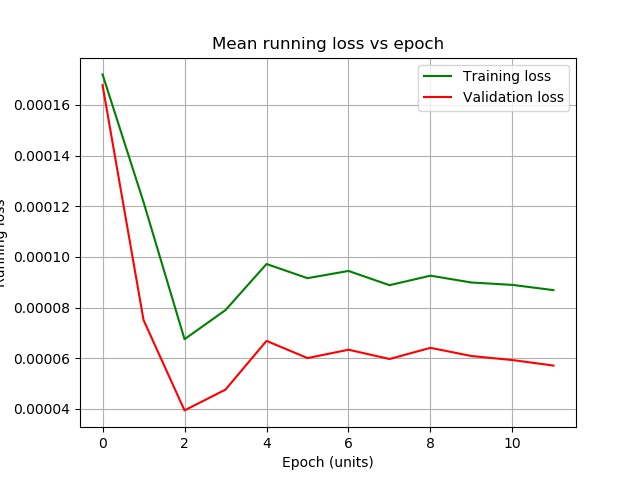 Mean running loss vs epoch
Training loss
Validation loss
0.00016
0.00014
0.00012
0.00010
0.00008
0.00006
0.00004
Running loss
0
2
4
6
8
10
Epoch (units)